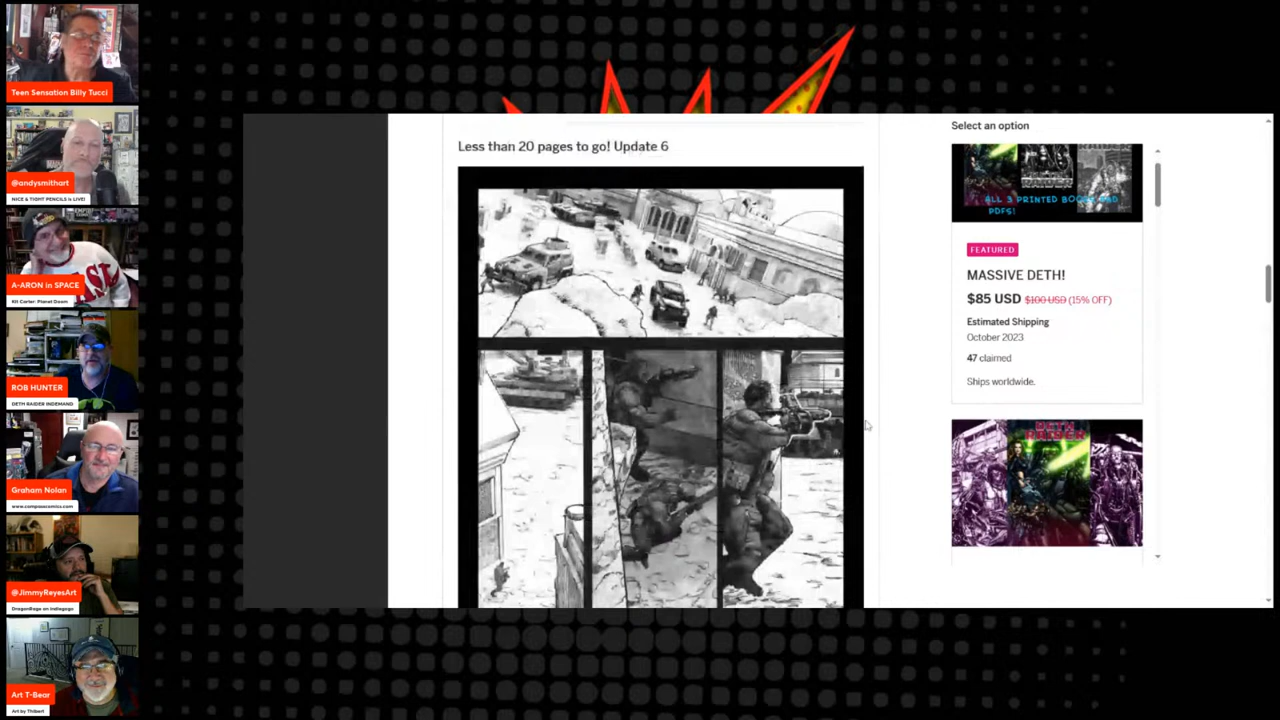 Teen Sensation Billy Tucci
@andysmithart
NICE & TIGHT PENCILS is LIVE!
A-ARON in SPACE
Kit Carter: Planet Doom
ROB HUNTER
DETH RAIDER INDEMAND
Graham Nolan
www.compasscomics.com
@JimmyReyesArt
DragonRage on Indiegogo
Art T-Bear
Art by Thibert
Less than 20 pages to go! Update 6
Select an option
RAIDER
ALL 3 PRINTED BOOKS AND
PDFS!
FEATURED
MASSIVE DETH!
$85 USD $100 USD (15% OFF)
Estimated Shipping
October 2023
47 claimed
Ships worldwide.
DETH
RAIDER